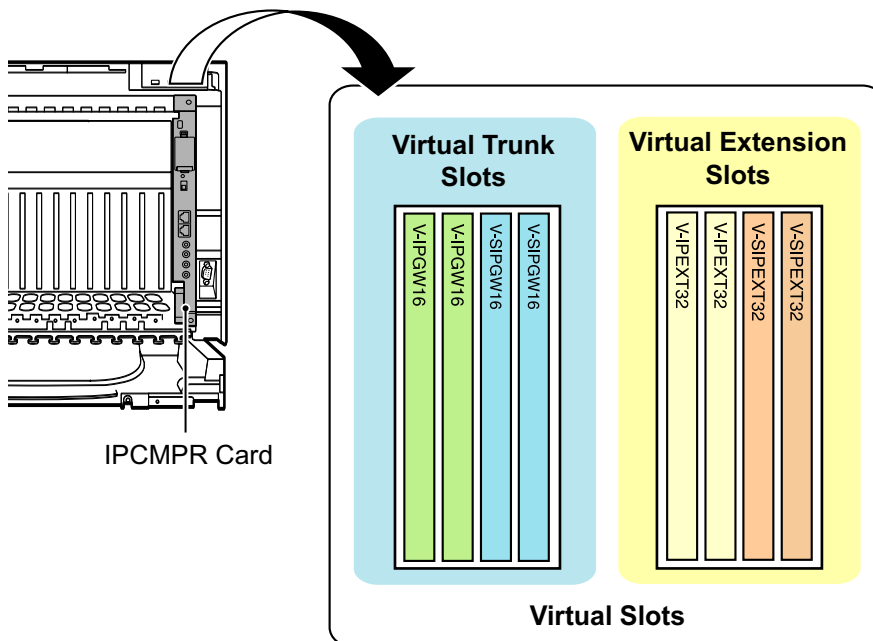 Virtual Trunk
Slots
Virtual Extension
Slots
V-IPGW16
V-IPGW16
V-SIPGW16
V-SIPGW16
V-IPEXT32
V-IPEXT32
V-SIPEXT32
V-SIPEXT32
IPCMPR Card
Virtual Slots